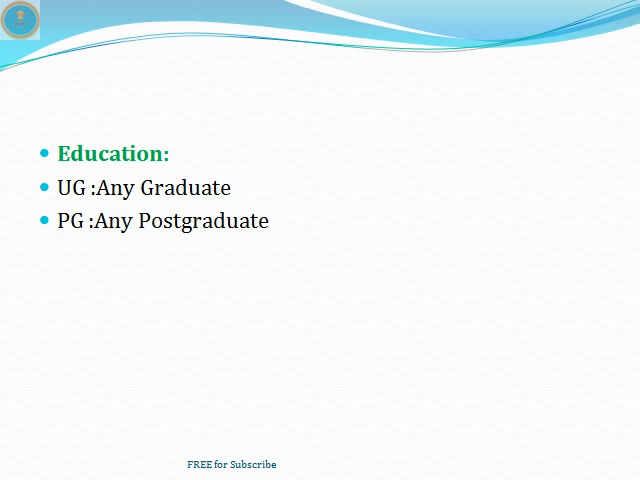 Education:
UG :Any Graduate
PG :Any Postgraduate
FREE for Subscribe